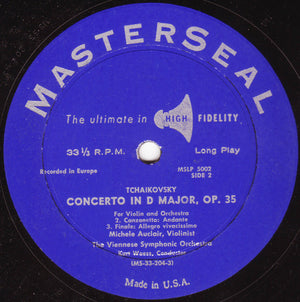 MASTERSEAL
The ultimate in HIGH FIDELITY
33 1/3 R.P.M. Long Play
MSLP 5002
Recorded in Europe SIDE 2
TCHAIKOVSKY
CONCERTO IN D MAJOR, OP. 35
For Violin and Orchestra
2. Canzonetta: Andante
3. Finale: Allegro vivacissimo
Michele Auclair, Violinist
The Viennese Symphonic Orchestra
Kurt Woess, Conductor
(MS-33-204-3)
Made in U.S.A.